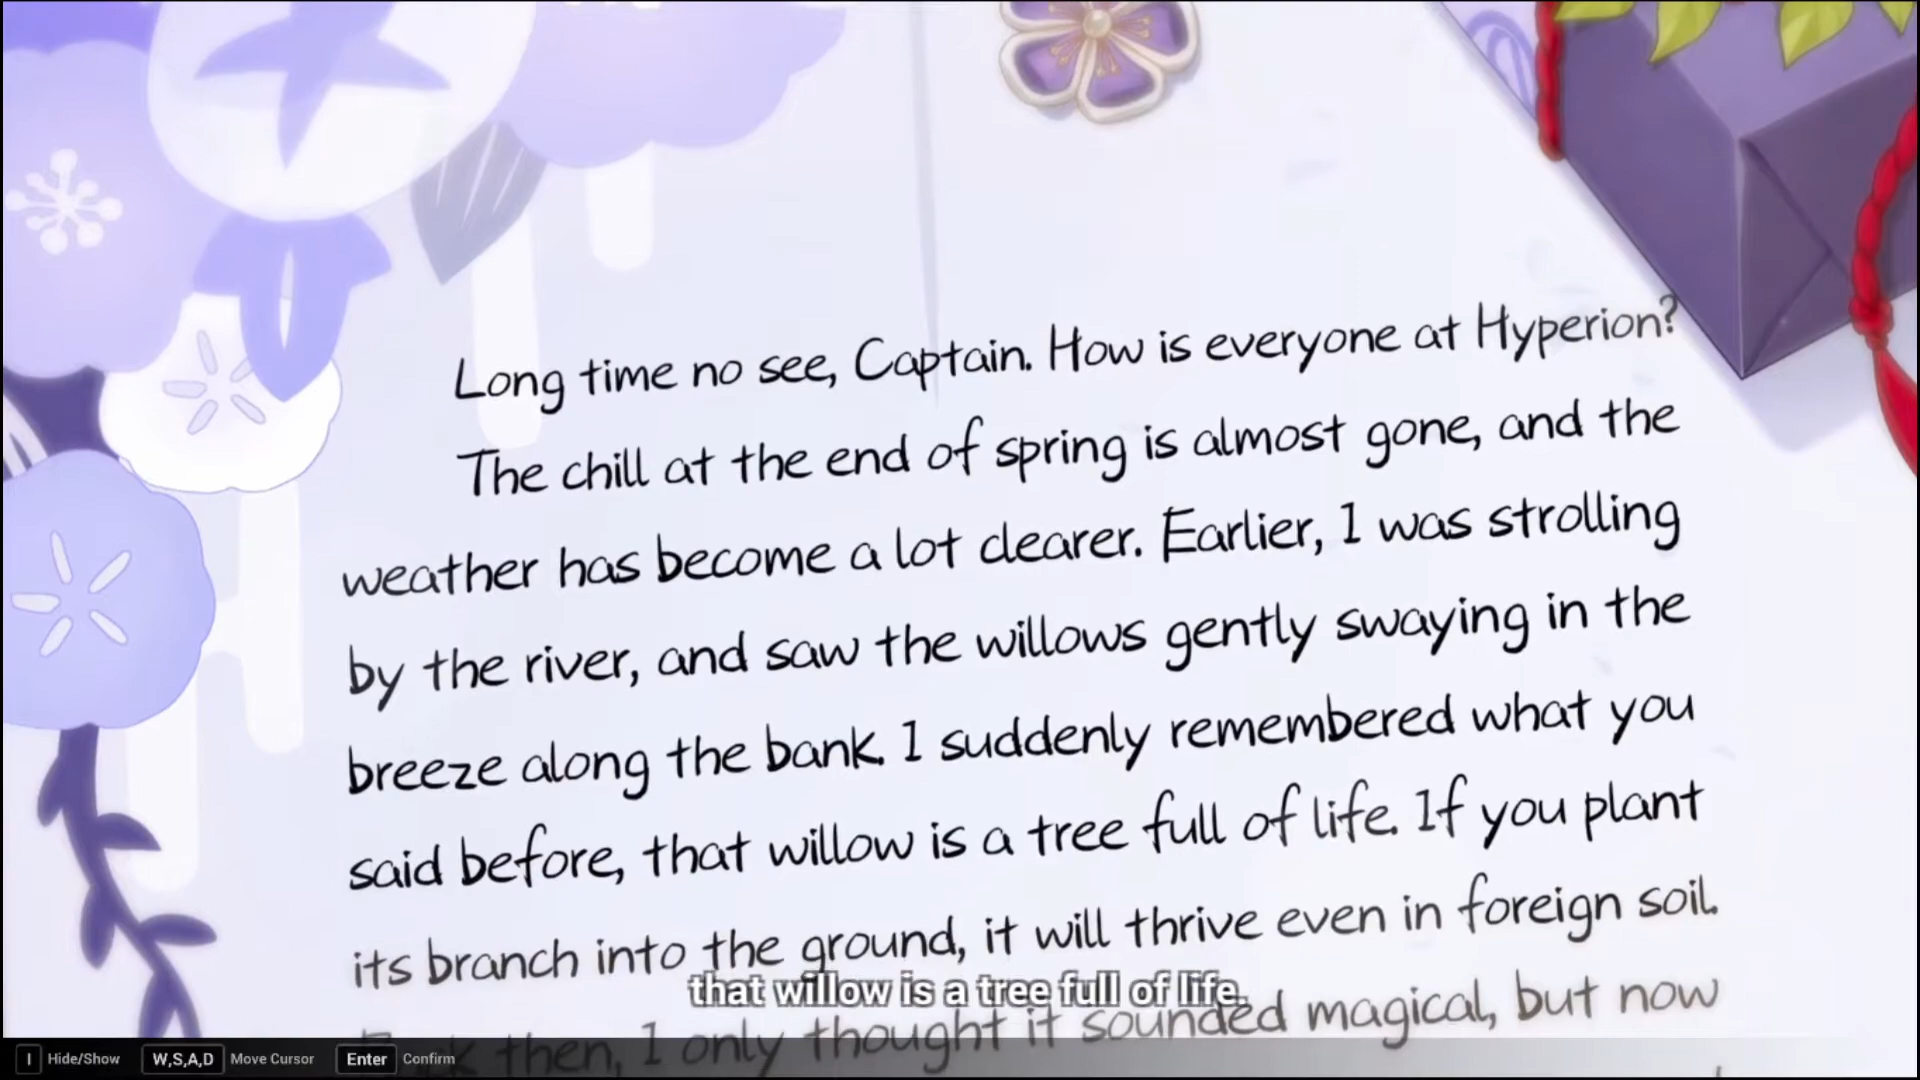 Long time no see, Captain. How is everyone at Hyperion?
The chill at the end of spring is almost gone, and the
weather has become a lot clearer. Earlier, I was strolling
by the river, and saw the willows gently swaying in the
breeze along the bank. I suddenly remembered what you
said before, that willow is a tree full of life. If you plant
its branch into the ground, it will thrive even in foreign soil.
that willow is a tree full of life.
then, I only thought it sounded magical, but now
I Hide/Show W,S,A,D Move Cursor Enter Confirm